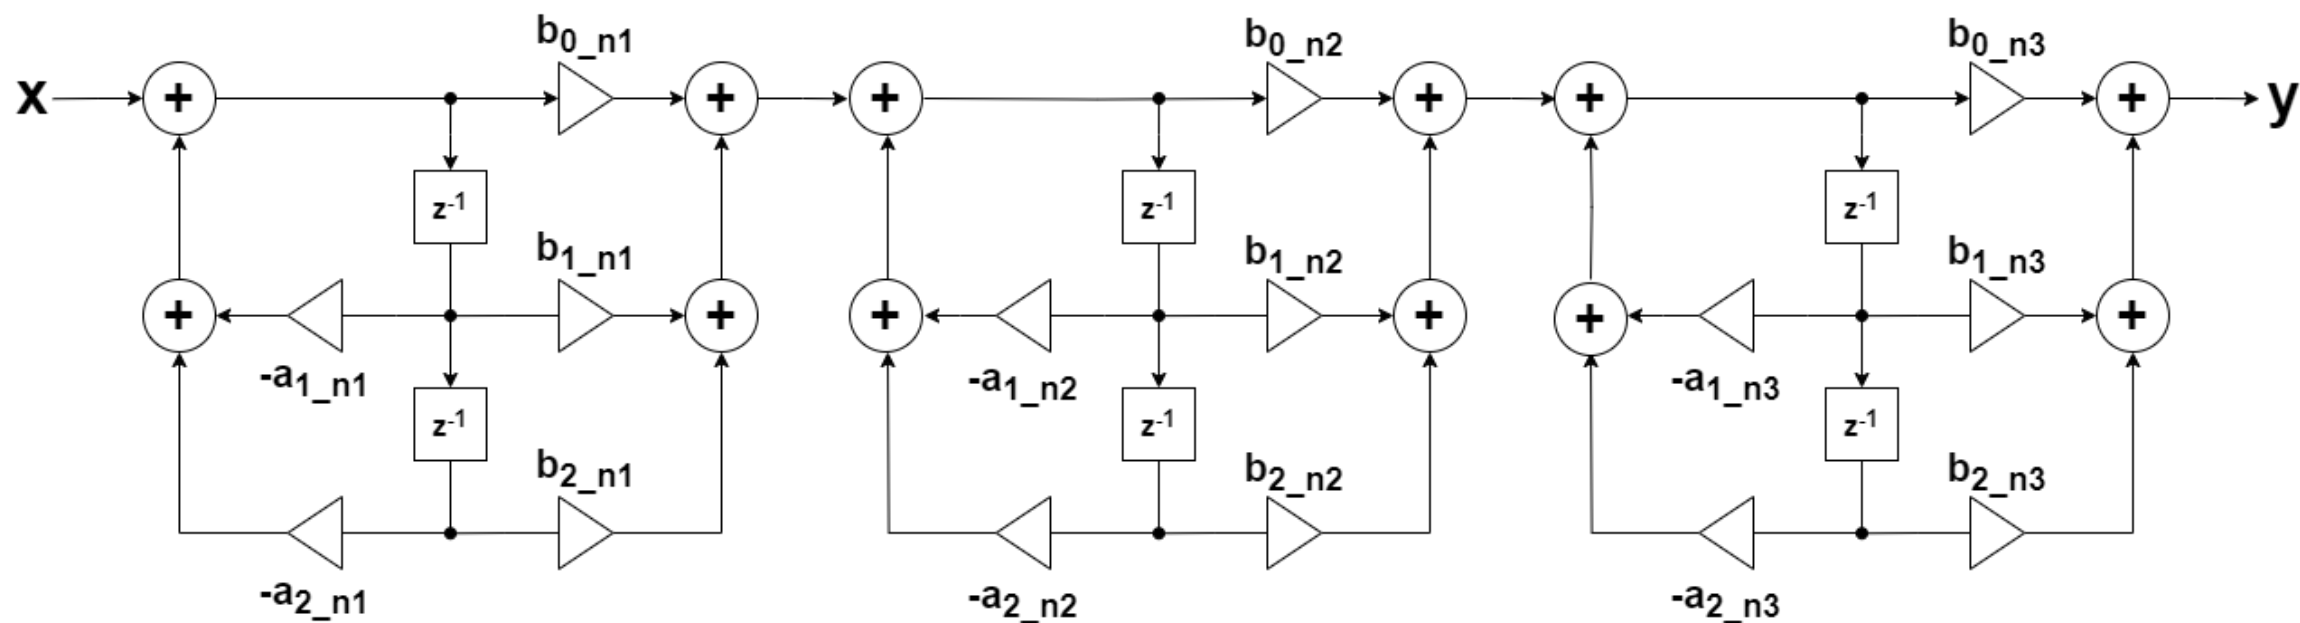 b0_n1 b0_n2 b0_n3
x + + + + + + y
z-1 z-1 z-1
b1_n1 b1_n2 b1_n3
+ + + + + +
-a1_n1 -a1_n2 -a1_n3
z-1 z-1 z-1
b2_n1 b2_n2 b2_n3
-a2_n1 -a2_n2 -a2_n3